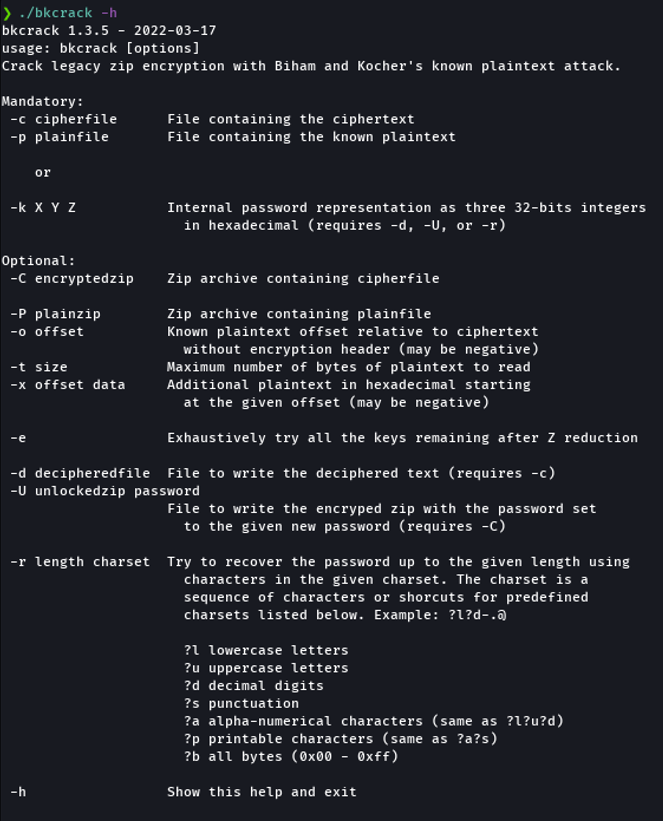 ❯ ./bkcrack -h
bkcrack 1.3.5 - 2022-03-17
usage: bkcrack [options]
Crack legacy zip encryption with Biham and Kocher's known plaintext attack.
Mandatory:
-c cipherfile File containing the ciphertext
-p plainfile File containing the known plaintext
or
-k X Y Z Internal password representation as three 32-bits integers
in hexadecimal (requires -d, -U, or -r)
Optional:
-C encryptedzip Zip archive containing cipherfile
-P plainzip Zip archive containing plainfile
-o offset Known plaintext offset relative to ciphertext
without encryption header (may be negative)
-t size Maximum number of bytes of plaintext to read
-x offset data Additional plaintext in hexadecimal starting
at the given offset (may be negative)
-e Exhaustively try all the keys remaining after Z reduction
-d decipheredfile File to write the deciphered text (requires -c)
-U unlockedzip password
File to write the encryped zip with the password set
to the given new password (requires -C)
-r length charset Try to recover the password up to the given length using
characters in the given charset. The charset is a
sequence of characters or shorcuts for predefined
charsets listed below. Example: ?l?d-.@
?l lowercase letters
?u uppercase letters
?d decimal digits
?s punctuation
?a alpha-numerical characters (same as ?l?u?d)
?p printable characters (same as ?a?s)
?b all bytes (0x00 - 0xff)
-h Show this help and exit